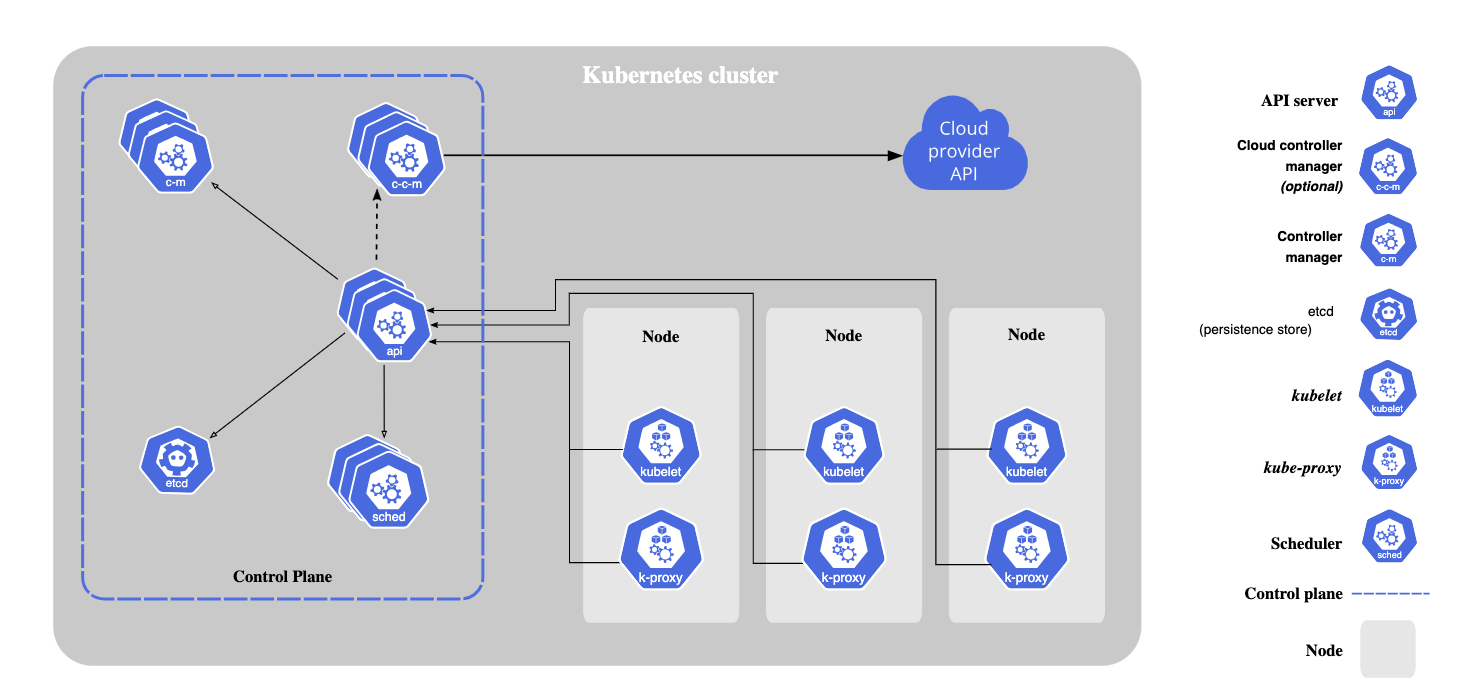 Kubernetes cluster
c-m
c-c-m
Cloud
provider
API
api
etcd
sched
Control Plane
Node
kubelet
k-proxy
Node
kubelet
k-proxy
Node
kubelet
k-proxy
API server
api
Cloud controller
manager
(optional)
c-c-m
Controller
manager
c-m
etcd
(persistence store)
etcd
kubelet
kubelet
kube-proxy
k-proxy
Scheduler
sched
Control plane
Node